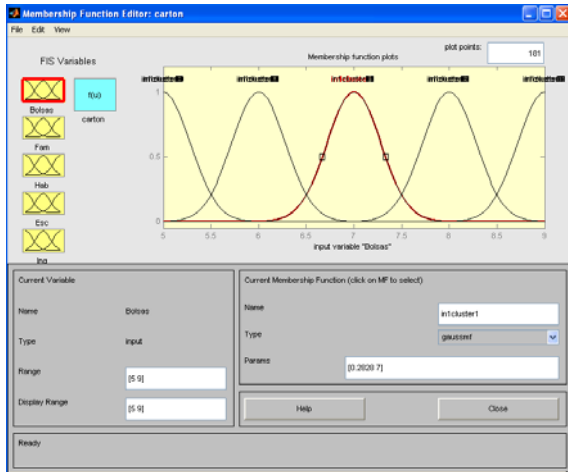 Membership Function Editor: carton
File Edit View
FIS Variables
Membership function plots
plot points:
181
f(u)
Bolsas
carton
Fam
Hab
Esc
Ing
in1cluster1
1
0.5
0
5 5.5 6 6.5 7 7.5 8 8.5 9
input variable "Bolsas"
Current Variable
Current Membership Function (click on MF to select)
Name Bolsas
Name in1cluster1
Type input
Type gaussmf
Params [0.2828 7]
Range [5 9]
Display Range [5 9]
Help Close
Ready